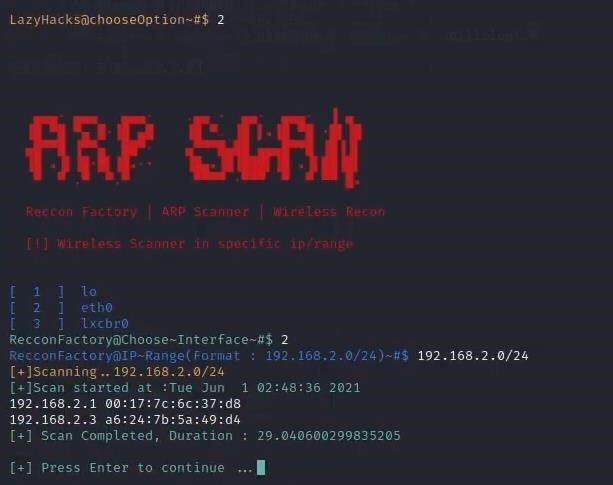 LazyHacks@chooseOption~#$ 2
ARP SCAN
Reccon Factory | ARP Scanner | Wireless Recon
[!] Wireless Scanner in specific ip/range
[ 1 ] lo
[ 2 ] eth0
[ 3 ] lxcbr0
RecconFactory@Choose~Interface~#$ 2
RecconFactory@IP~Range(Format : 192.168.2.0/24)~#$ 192.168.2.0/24
[+]Scanning..192.168.2.0/24
[+]Scan started at :Tue Jun 1 02:48:36 2021
192.168.2.1 00:17:7c:6c:37:d8
192.168.2.3 a6:24:7b:5a:49:d4
[+] Scan Completed, Duration : 29.040600299835205
[+] Press Enter to continue ...